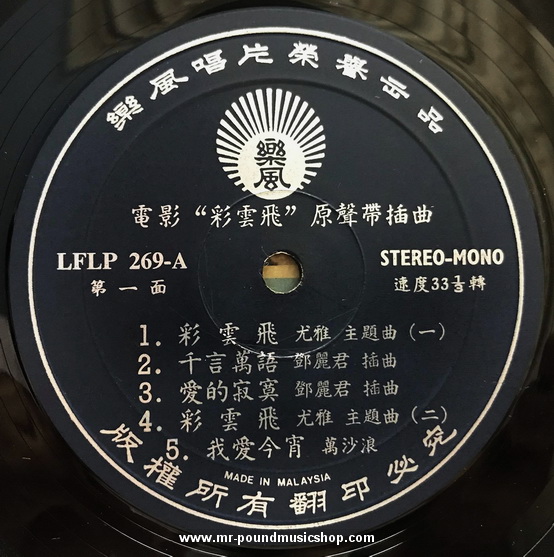 樂風唱片榮譽出品
樂風
電影“彩雲飛”原聲帶插曲
LFLP 269-A
第一面
STEREO-MONO
速度33⅓轉
1. 彩雲飛 尤雅 主題曲(一)
2. 千言萬語 鄧麗君 插曲
3. 愛的寂寞 鄧麗君 插曲
4. 彩雲飛 尤雅 主題曲(二)
5. 我愛今宵 萬沙浪
MADE IN MALAYSIA
版權所有翻印必究
www.mr-poundmusicshop.com